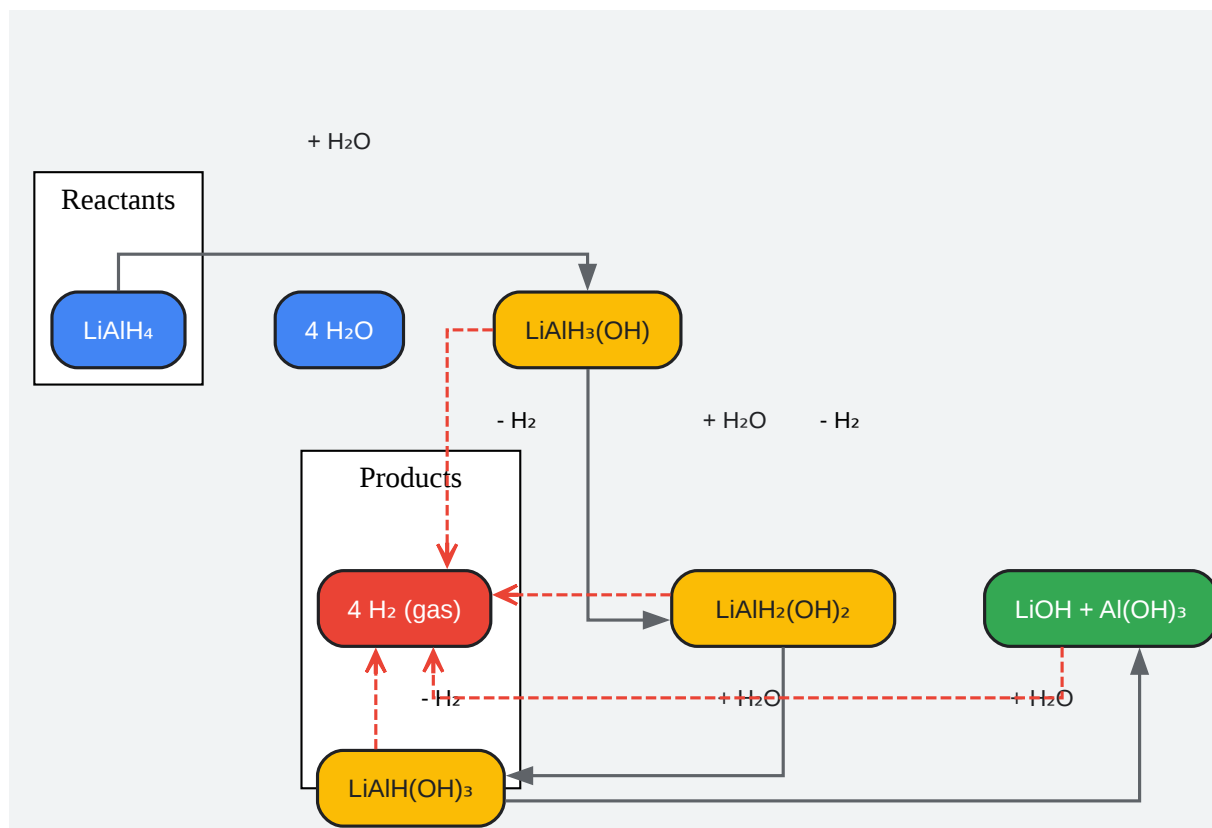 + H₂O
Reactants
LiAlH₄
4 H₂O
LiAlH₃(OH)
- H₂
+ H₂O
- H₂
Products
4 H₂ (gas)
LiAlH₂(OH)₂
LiOH + Al(OH)₃
- H₂
+ H₂O
+ H₂O
LiAlH(OH)₃